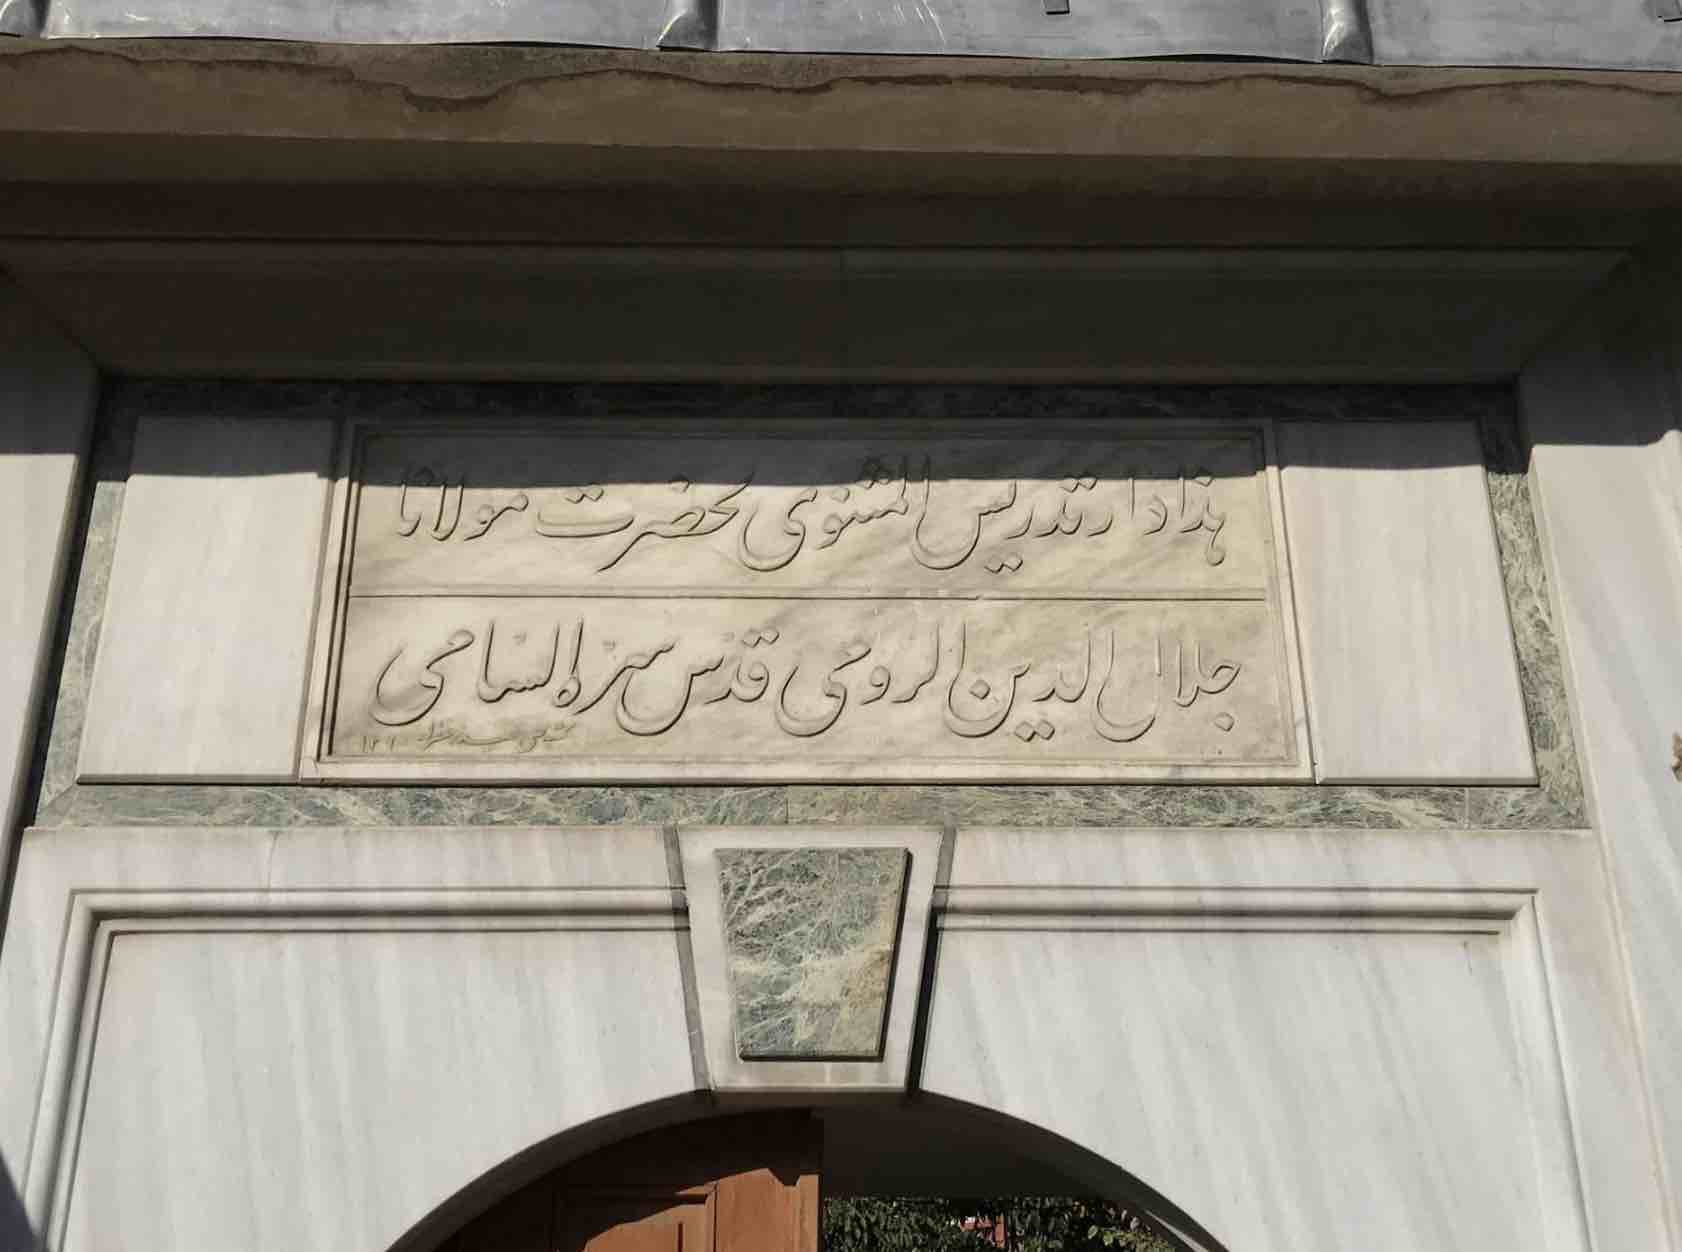 هذا دار تدريس المثنوى لحضرت مولانا
جلال الدين الرومى قدس سره السامى